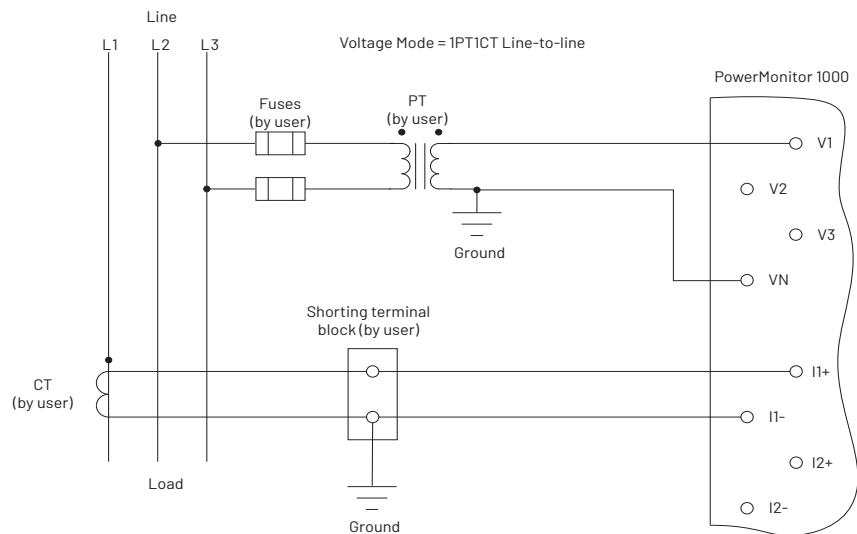 Line
L1
L2
L3
Voltage Mode = 1PT1CT Line-to-line
PowerMonitor 1000
Fuses
(by user)
PT
(by user)
V1
V2
V3
Ground
VN
Shorting terminal
block (by user)
CT
(by user)
I1+
I1-
I2+
Load
I2-
Ground